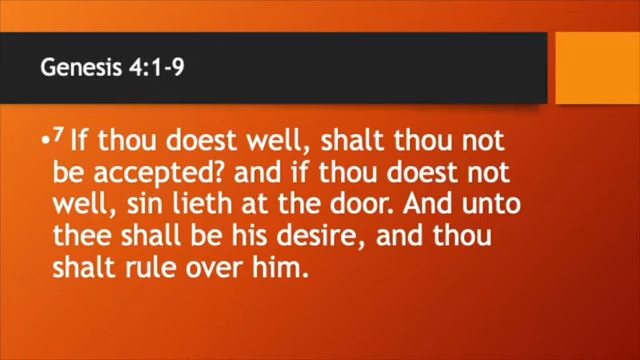 Genesis 4:1-9
•⁷ If thou doest well, shalt thou not
be accepted? and if thou doest not
well, sin lieth at the door. And unto
thee shall be his desire, and thou
shalt rule over him.